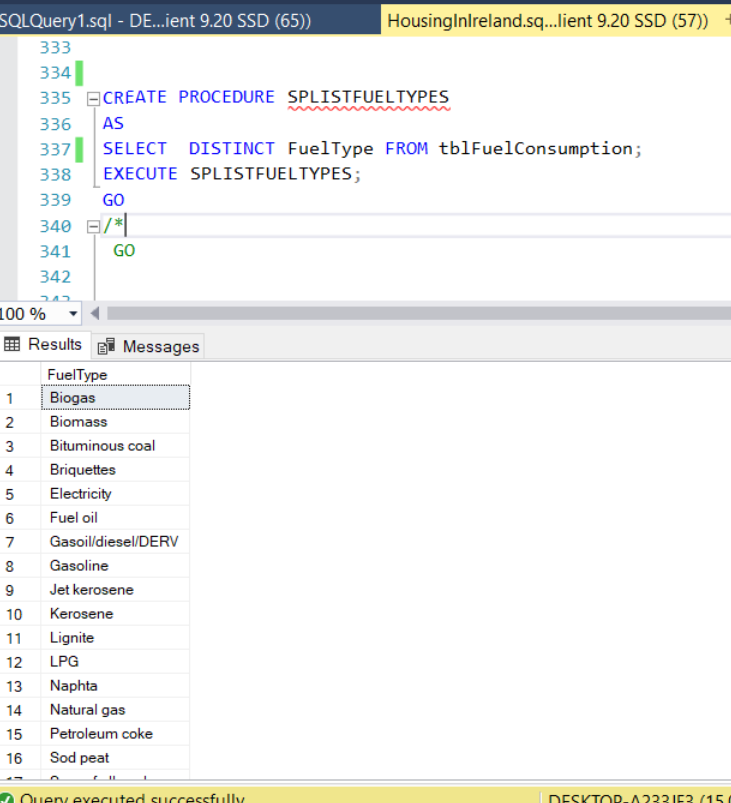 SQLQuery1.sql - DE...ient 9.20 SSD (65))
HousingInIreland.sq...lient 9.20 SSD (57))
333
334
335 CREATE PROCEDURE SPLISTFUELTYPES
336 AS
337 SELECT DISTINCT FuelType FROM tblFuelConsumption;
338 EXECUTE SPLISTFUELTYPES;
339 GO
340 /*
341 GO
342
100 %
Results Messages
FuelType
1 Biogas
2 Biomass
3 Bituminous coal
4 Briquettes
5 Electricity
6 Fuel oil
7 Gasoil/diesel/DERV
8 Gasoline
9 Jet kerosene
10 Kerosene
11 Lignite
12 LPG
13 Naphta
14 Natural gas
15 Petroleum coke
16 Sod peat
Query executed successfully
DESKTOP-A233JF3 (15.0